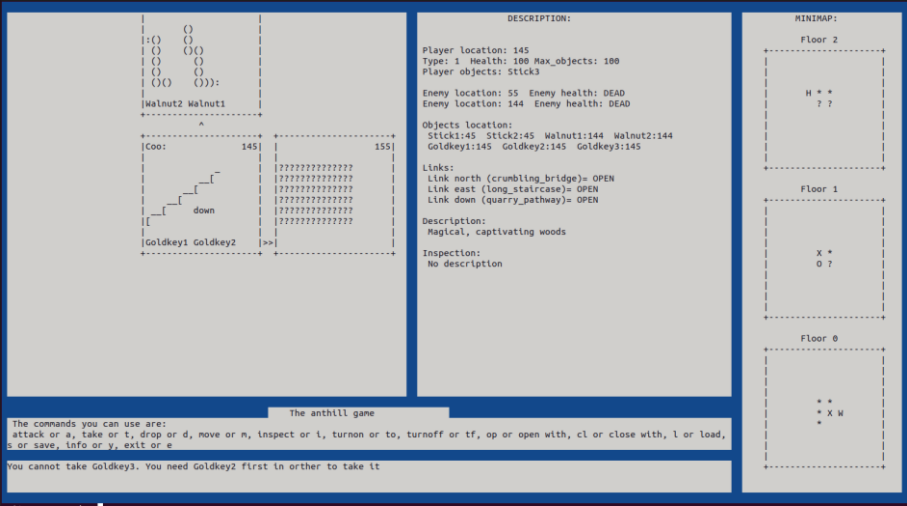 Walnut2 Walnut1
Coo: 145
down
Goldkey1 Goldkey2 >>
155
?????????????
?????????????
?????????????
?????????????
?????????????
?????????????
DESCRIPTION:
Player location: 145
Type: 1 Health: 100 Max_objects: 100
Player objects: Stick3
Enemy location: 55 Enemy health: DEAD
Enemy location: 144 Enemy health: DEAD
Objects location:
Stick1:45 Stick2:45 Walnut1:144 Walnut2:144
Goldkey1:145 Goldkey2:145 Goldkey3:145
Links:
Link north (crumbling_bridge)= OPEN
Link east (long_staircase)= OPEN
Link down (quarry_pathway)= OPEN
Description:
Magical, captivating woods
Inspection:
No description
MINIMAP:
Floor 2
H * *
? ?
Floor 1
X *
O ?
Floor 0
* *
* X W
*
The anthill game
The commands you can use are:
attack or a, take or t, drop or d, move or m, inspect or i, turnon or to, turnoff or tf, op or open with, cl or close with, l or load,
s or save, info or y, exit or e
You cannot take Goldkey3. You need Goldkey2 first in orther to take it